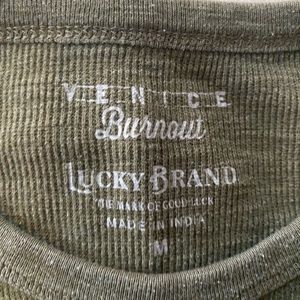 VENICE
Burnout
LUCKY BRAND
THE MARK OF GOOD LUCK
MADE IN INDIA
M